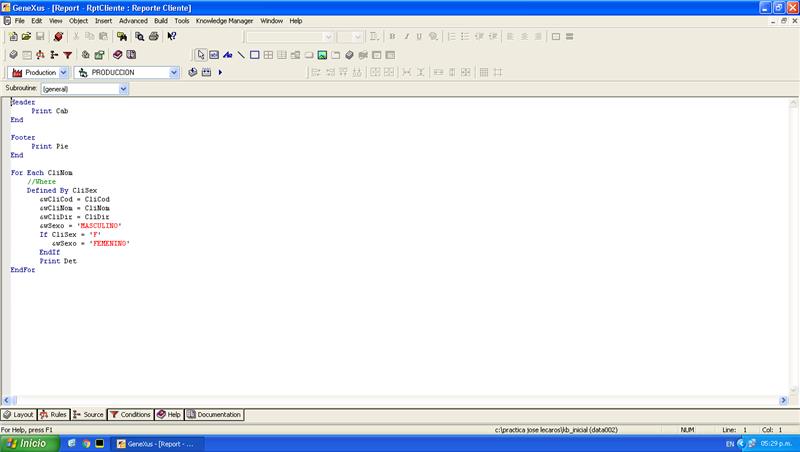 GeneXus - [Report - RptCliente : Reporte Cliente]
File Edit View Object Insert Advanced Build Tools Knowledge Manager Window Help
Production PRODUCCION
Subroutine: (general)
Header
Print Cab
End
Footer
Print Pie
End
For Each CliNom
//Where
Defined By CliSex
&wCliCod = CliCod
&wCliNom = CliNom
&wCliDir = CliDir
&wSexo = 'MASCULINO'
If CliSex = 'F'
&wSexo = 'FEMENINO'
EndIf
Print Det
EndFor
Layout Rules Source Conditions Help Documentation
For Help, press F1 c:\practica jose lecaros\kb_inicial (data002) NUM Line: 1 Col: 1
Inicio GeneXus - [Report - ... EN 05:29 p.m.